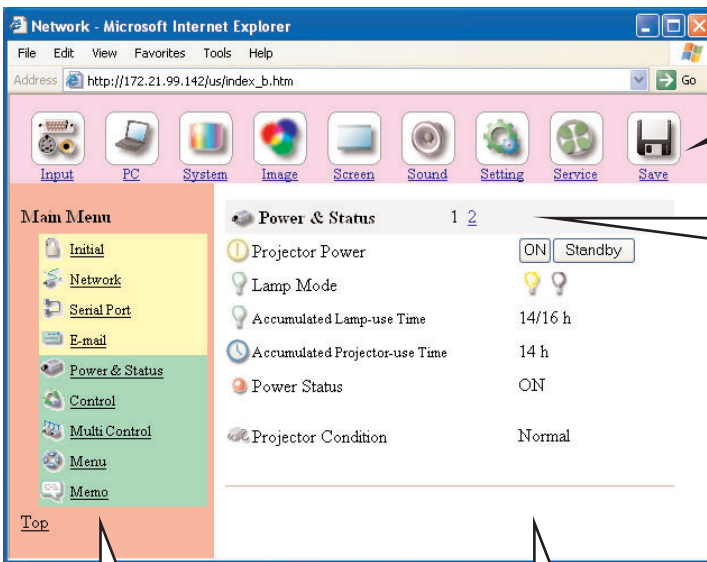 Network - Microsoft Internet Explorer
File Edit View Favorites Tools Help
Address http://172.21.99.142/us/index_b.htm Go
Input PC System Image Screen Sound Setting Service Save
Main Menu
Initial
Network
Serial Port
E-mail
Power & Status
Control
Multi Control
Menu
Memo
Top
Power & Status 1 2
Projector Power ON Standby
Lamp Mode
Accumulated Lamp-use Time 14/16 h
Accumulated Projector-use Time 14 h
Power Status ON
Projector Condition Normal